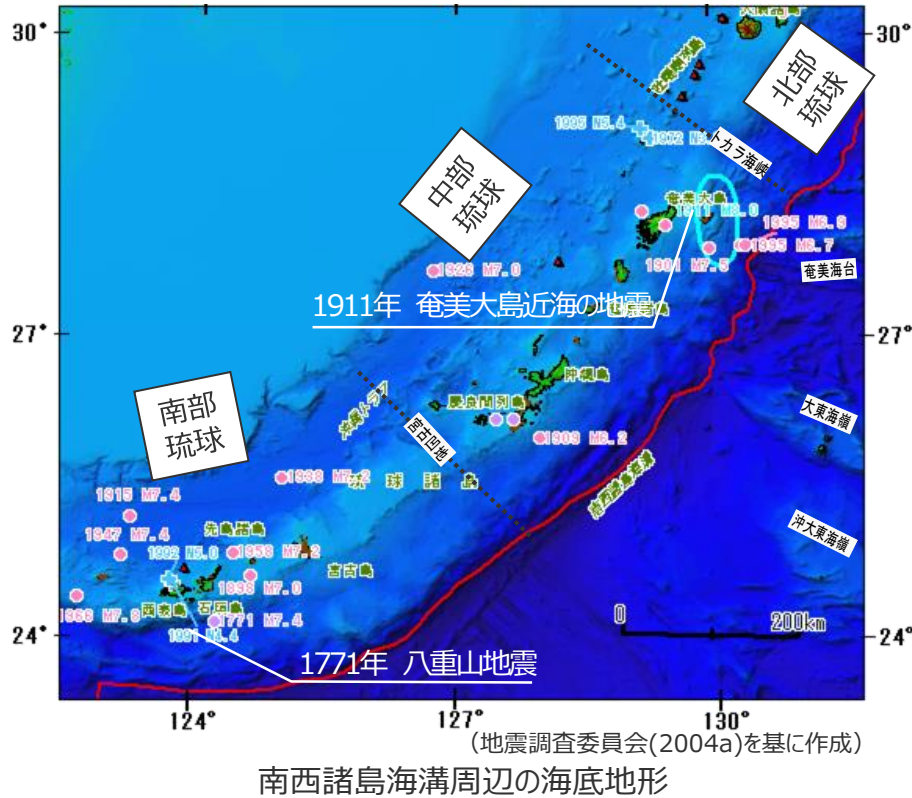 30°
30°
北部
琉球
1995 M5.4
トカラ海峡
中部
琉球
奄美大島
1911 M8.0
1995 M6.9
1995 M6.7
1901 M7.5
奄美海台
1926 M7.0
1911年 奄美大島近海の地震
27°
27°
沖縄島
南部
琉球
沖縄トラフ
慶良間列島
宮古凹地
1909 M6.2
大東海嶺
1938 M7.2
琉球諸島
南西諸島海溝
1915 M7.4
1947 M7.4
先島諸島
1992 M5.0
1958 M7.2
宮古島
沖大東海嶺
1998 M7.0
1966 M7.8
西表島
石垣島
1771 M7.4
1991 M4.4
0
200km
24°
24°
1771年 八重山地震
124°
127°
130°
（地震調査委員会(2004a)を基に作成）
南西諸島海溝周辺の海底地形